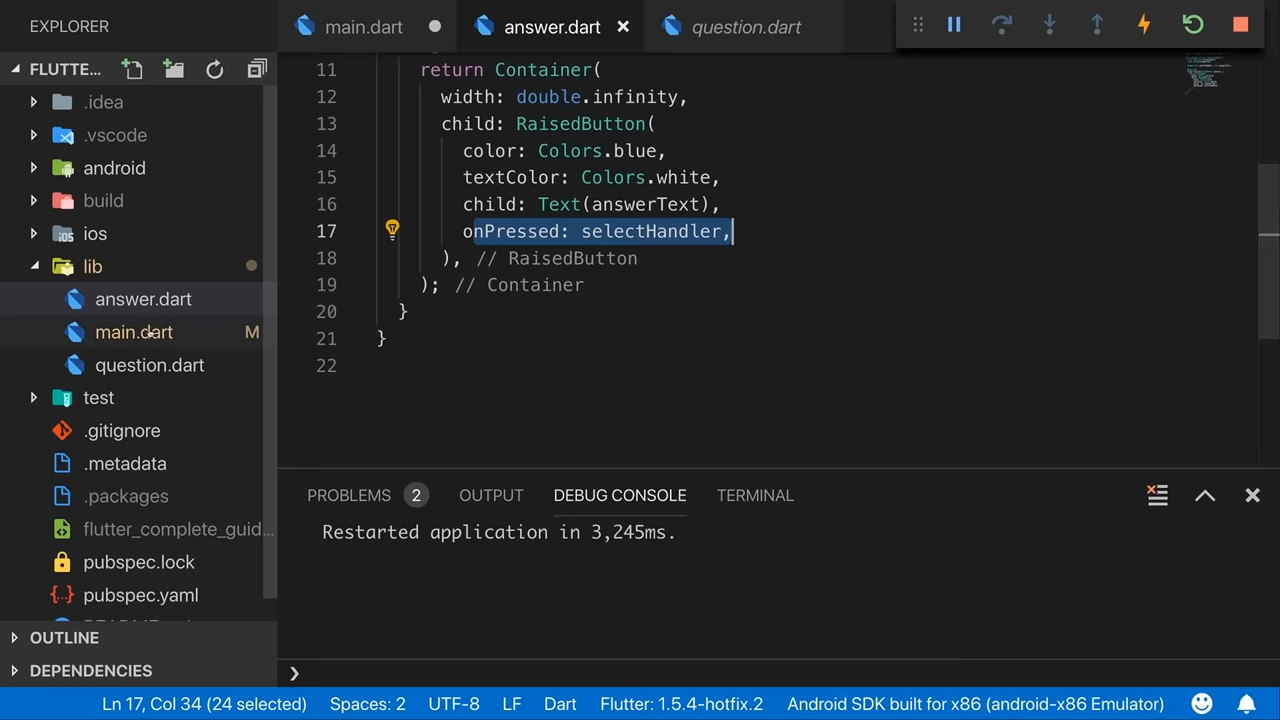 EXPLORER
main.dart
answer.dart
question.dart
FLUTTE...
.idea
.vscode
android
build
ios
lib
answer.dart
main.dart M
question.dart
test
.gitignore
.metadata
.packages
flutter_complete_guid...
pubspec.lock
pubspec.yaml
OUTLINE
DEPENDENCIES
11 return Container(
12 width: double.infinity,
13 child: RaisedButton(
14 color: Colors.blue,
15 textColor: Colors.white,
16 child: Text(answerText),
17 onPressed: selectHandler,
18 ), // RaisedButton
19 ); // Container
20 }
21 }
22
PROBLEMS 2 OUTPUT DEBUG CONSOLE TERMINAL
Restarted application in 3,245ms.
Ln 17, Col 34 (24 selected) Spaces: 2 UTF-8 LF Dart Flutter: 1.5.4-hotfix.2 Android SDK built for x86 (android-x86 Emulator)